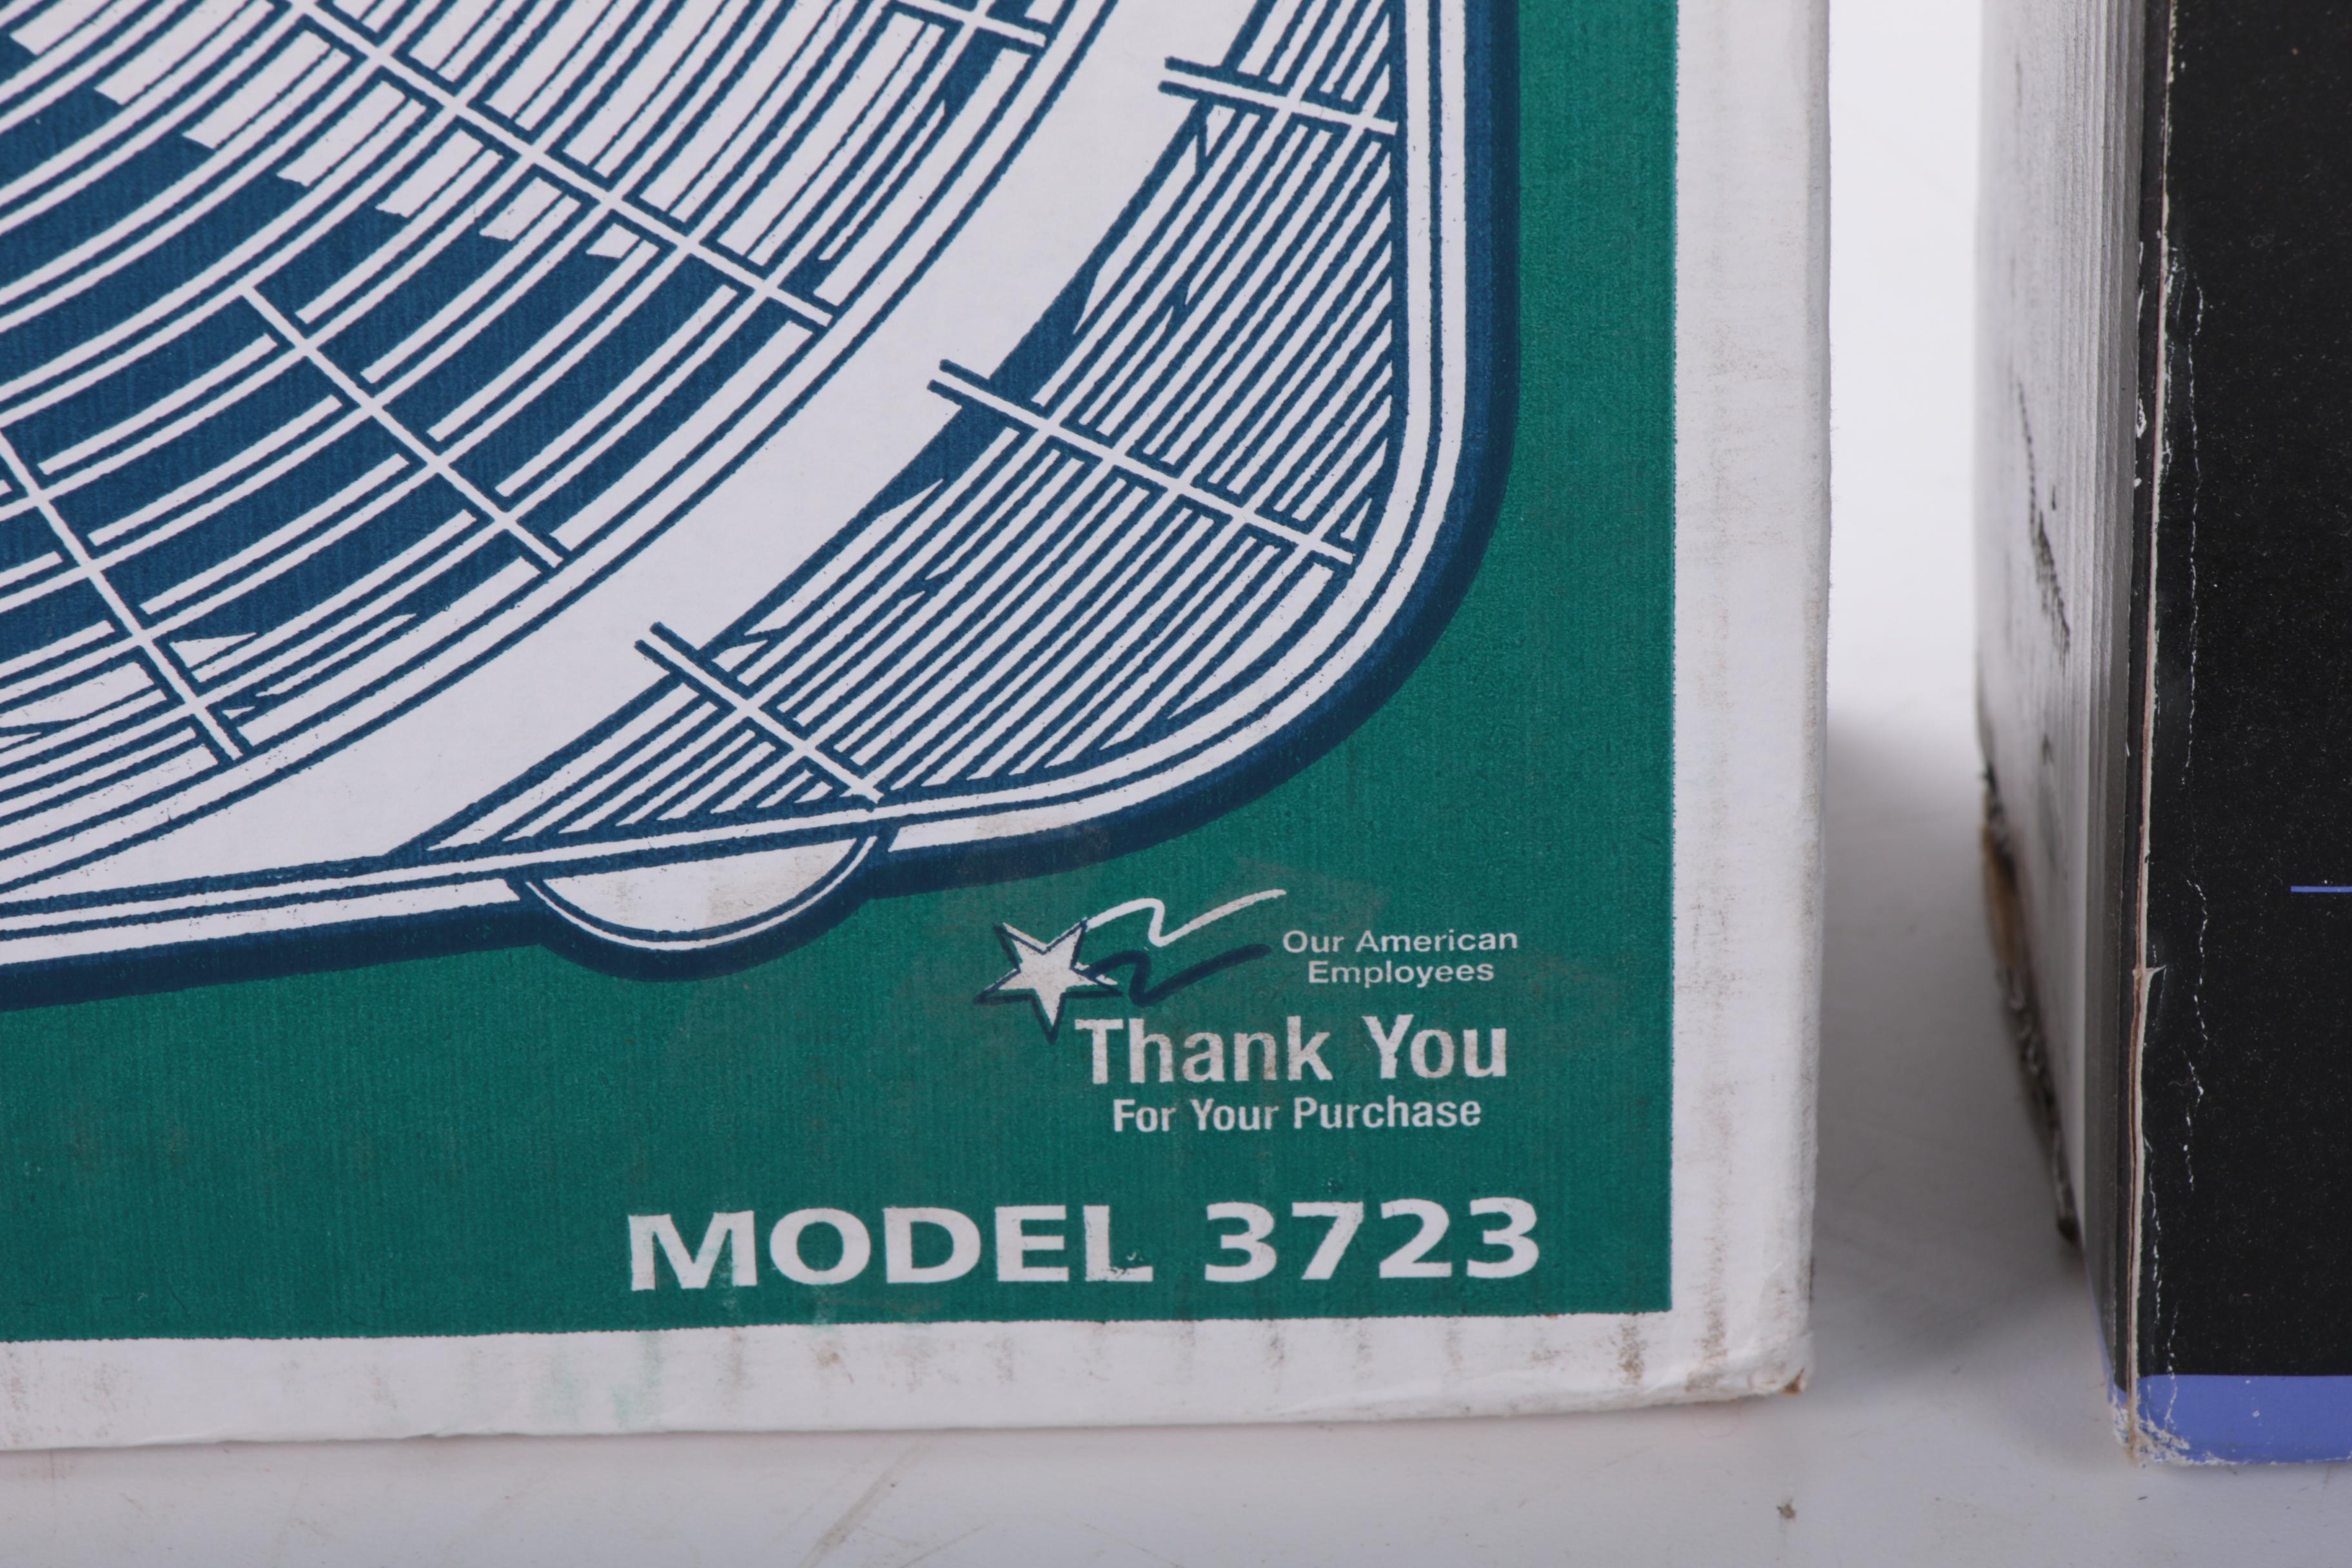 Our American
Employees
Thank You
For Your Purchase
MODEL 3723